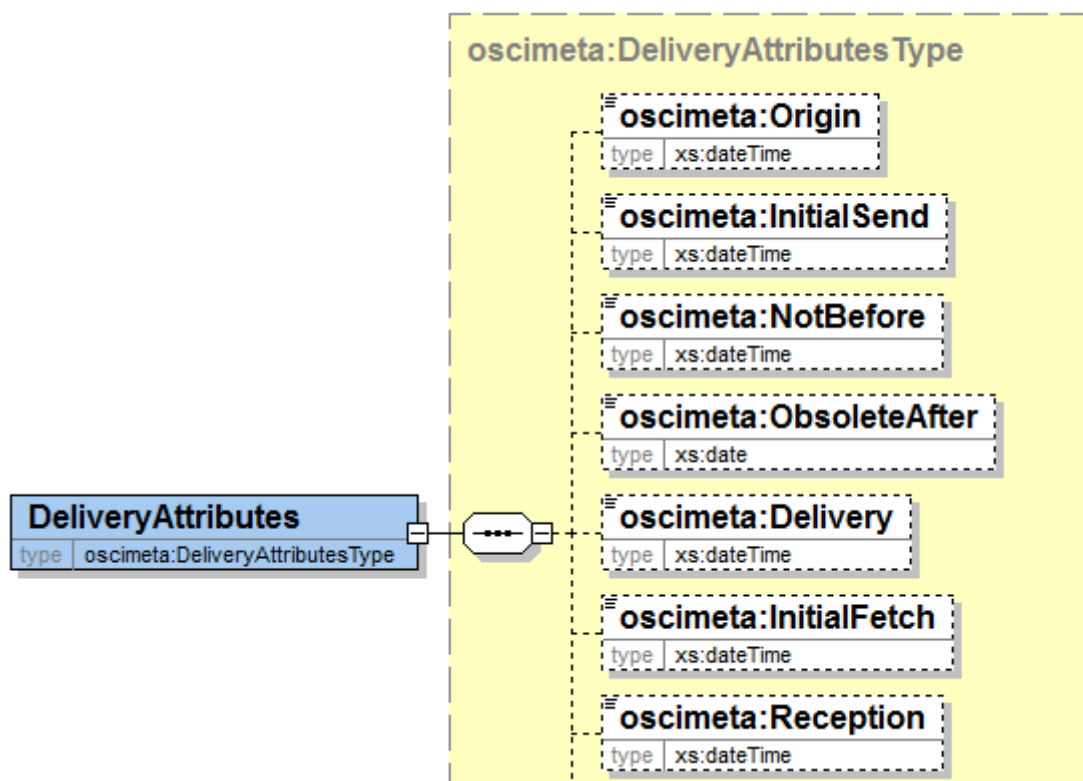 oscimeta:DeliveryAttributesType
oscimeta:Origin
type xs:dateTime
oscimeta:InitialSend
type xs:dateTime
oscimeta:NotBefore
type xs:dateTime
oscimeta:ObsoleteAfter
type xs:date
DeliveryAttributes
type oscimeta:DeliveryAttributesType
oscimeta:Delivery
type xs:dateTime
oscimeta:InitialFetch
type xs:dateTime
oscimeta:Reception
type xs:dateTime